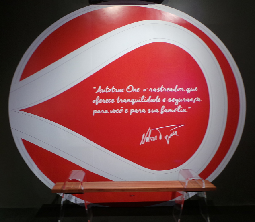 "Autotrac One - o rastreador que
oferece tranquilidade e segurança
para você e para sua família"